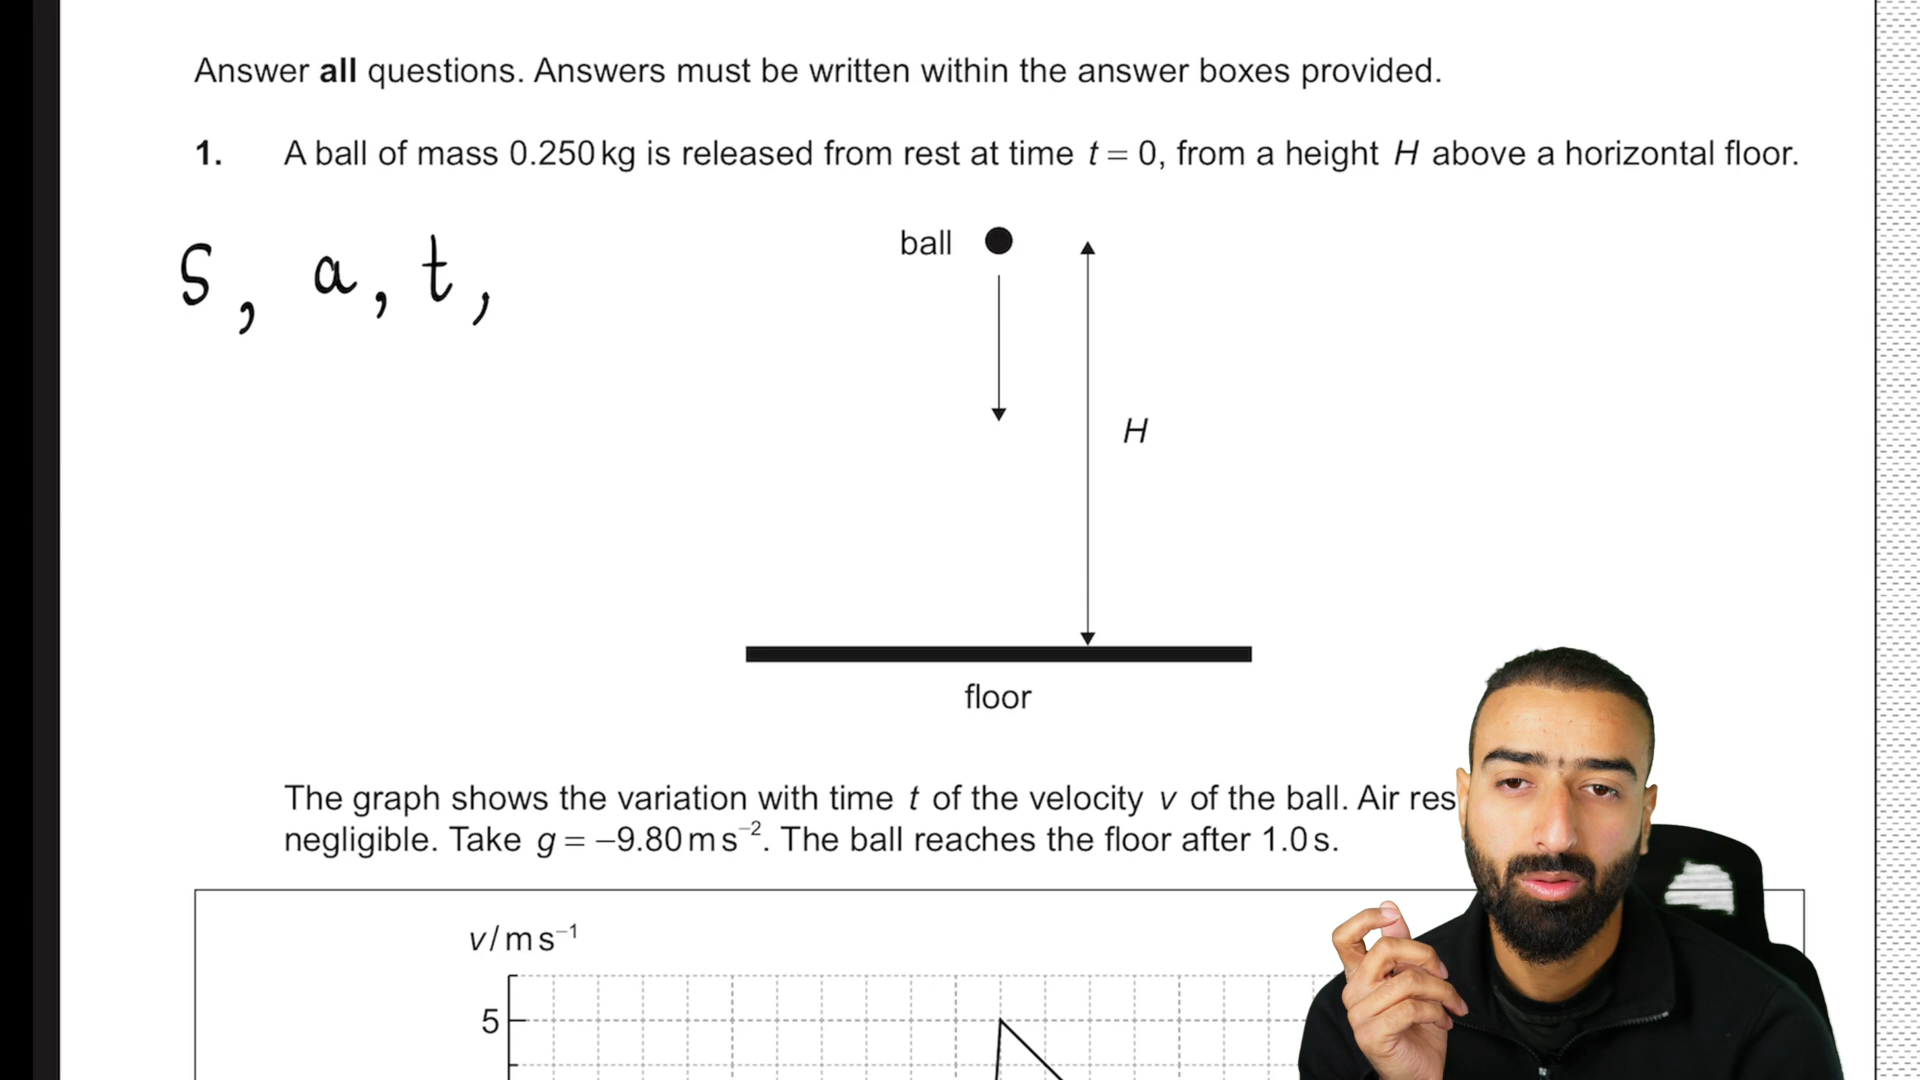 Answer all questions. Answers must be written within the answer boxes provided.
1. A ball of mass 0.250 kg is released from rest at time t = 0, from a height H above a horizontal floor.
s, a, t,
ball
H
floor
The graph shows the variation with time t of the velocity v of the ball. Air res
negligible. Take g = −9.80 m s⁻². The ball reaches the floor after 1.0 s.
v / m s⁻¹
5